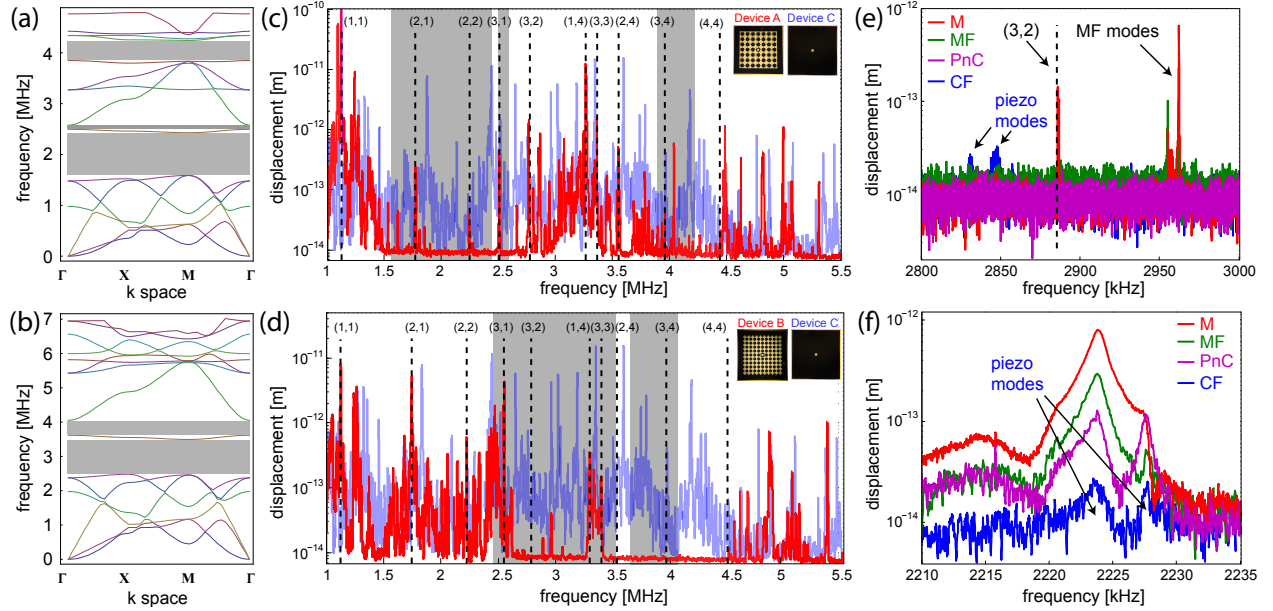 (a)
frequency [MHz]
4
3
2
1
0
Γ X M Γ
k space
(b)
frequency [MHz]
7
6
5
4
3
2
1
0
Γ X M Γ
k space
(c)
displacement [m]
10⁻¹⁰
10⁻¹¹
10⁻¹²
10⁻¹³
10⁻¹⁴
(1,1) (2,1) (2,2) (3,1) (3,2) (1,4) (3,3) (2,4) (3,4) (4,4)
Device A Device C
1 1.5 2 2.5 3 3.5 4 4.5 5 5.5
frequency [MHz]
(d)
displacement [m]
10⁻¹¹
10⁻¹²
10⁻¹³
10⁻¹⁴
(1,1) (2,1) (2,2) (3,1) (3,2) (1,4) (3,3) (2,4) (3,4) (4,4)
Device B Device C
1 1.5 2 2.5 3 3.5 4 4.5 5 5.5
frequency [MHz]
(e)
displacement [m]
10⁻¹²
10⁻¹³
10⁻¹⁴
M
MF
PnC
CF
(3,2)
MF modes
piezo
modes
2800 2850 2900 2950 3000
frequency [kHz]
(f)
displacement [m]
10⁻¹²
10⁻¹³
10⁻¹⁴
M
MF
PnC
CF
piezo
modes
2210 2215 2220 2225 2230 2235
frequency [kHz]